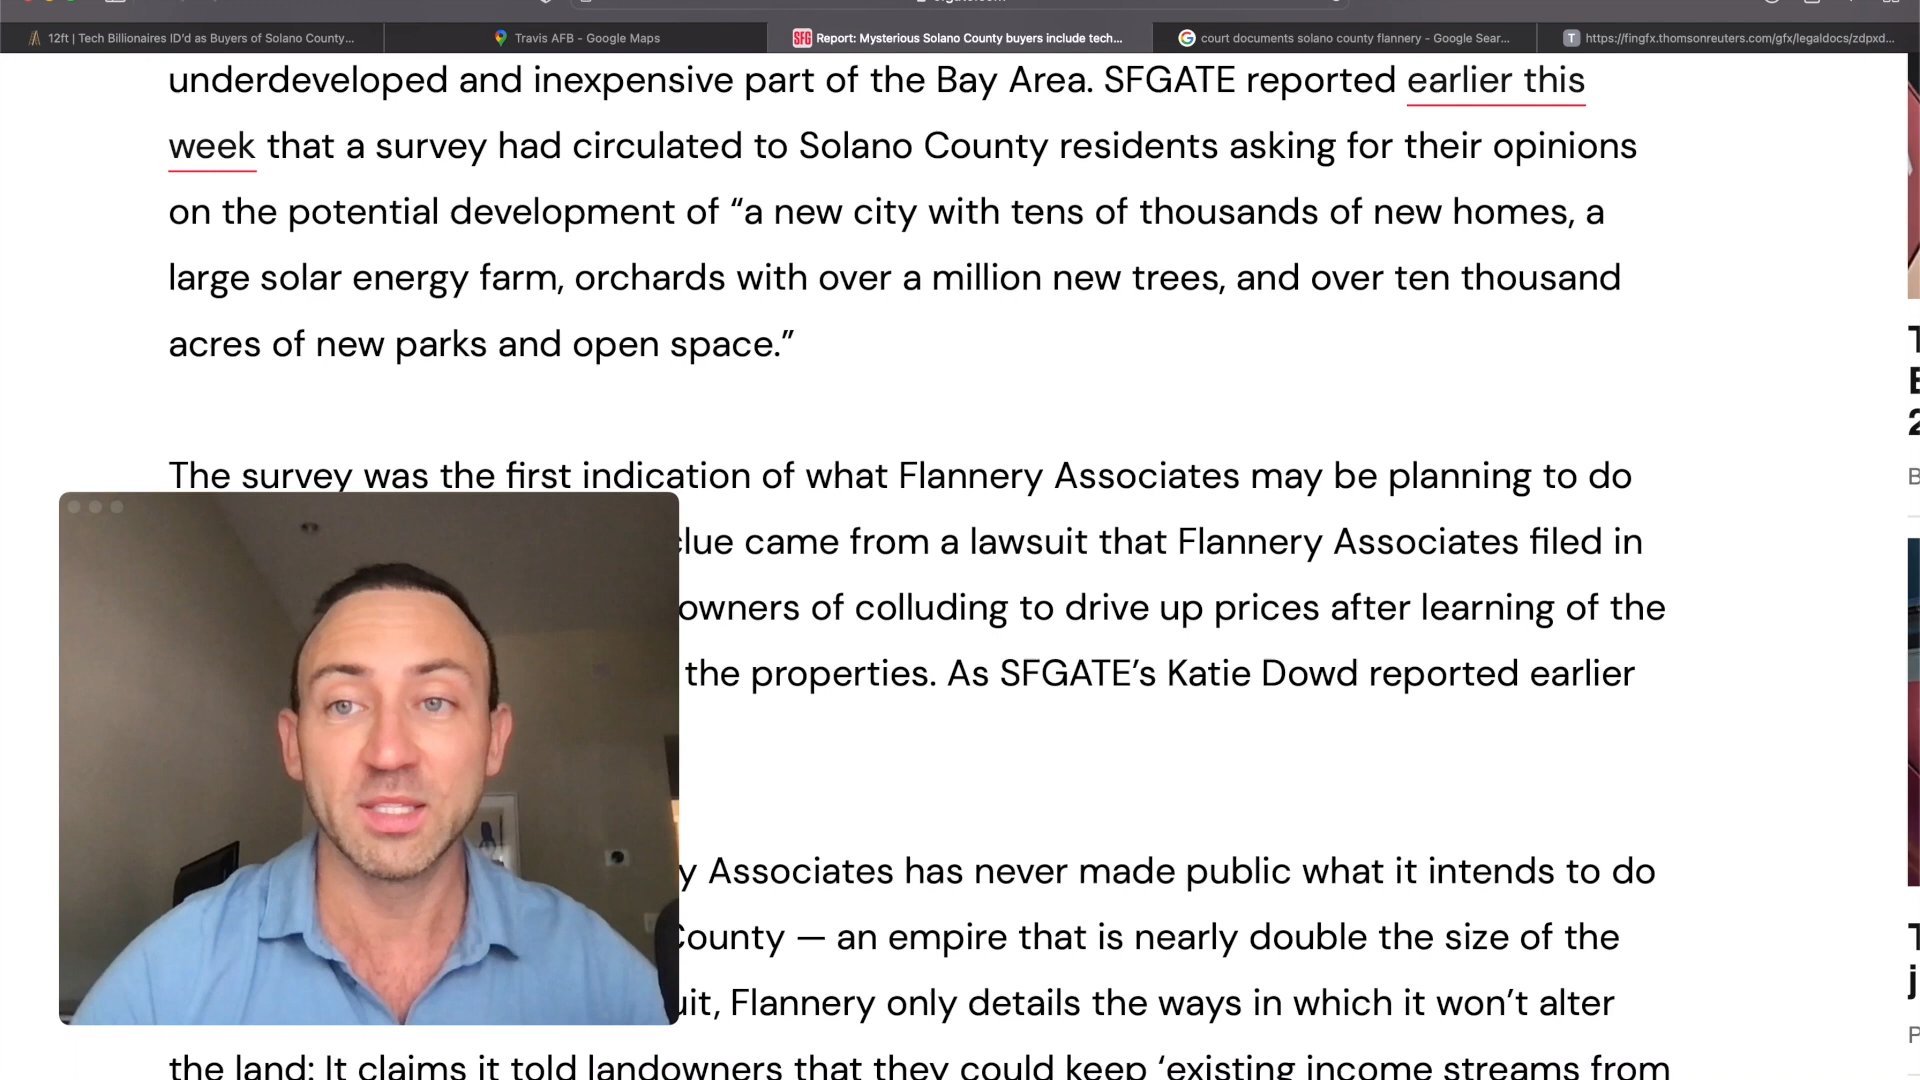 12ft | Tech Billionaires ID'd as Buyers of Solano County...
Travis AFB - Google Maps
SFG Report: Mysterious Solano County buyers include tech...
court documents solano county flannery - Google Sear...
T https://fingfx.thomsonreuters.com/gfx/legaldocs/zdpxd...
underdeveloped and inexpensive part of the Bay Area. SFGATE reported earlier this
week that a survey had circulated to Solano County residents asking for their opinions
on the potential development of “a new city with tens of thousands of new homes, a
large solar energy farm, orchards with over a million new trees, and over ten thousand
acres of new parks and open space.”
The survey was the first indication of what Flannery Associates may be planning to do
clue came from a lawsuit that Flannery Associates filed in
owners of colluding to drive up prices after learning of the
the properties. As SFGATE’s Katie Dowd reported earlier
y Associates has never made public what it intends to do
County — an empire that is nearly double the size of the
uit, Flannery only details the ways in which it won’t alter
the land: It claims it told landowners that they could keep ‘existing income streams from